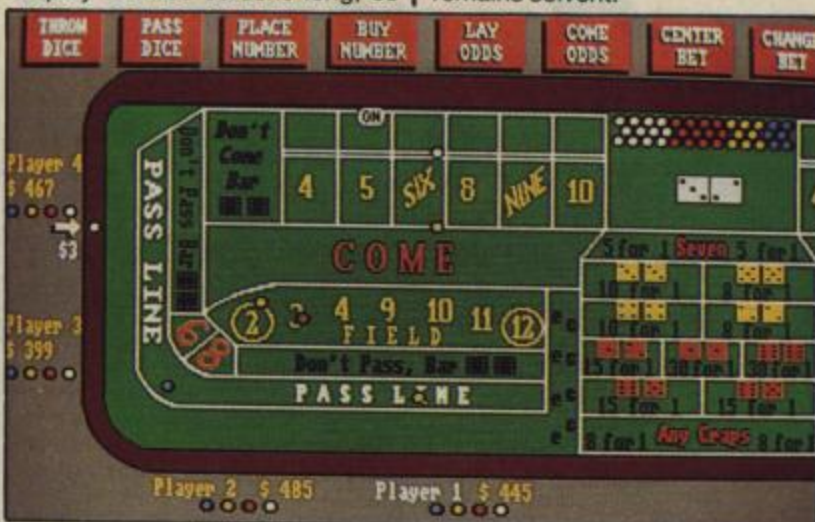 remains solvent.
THROW DICE
PASS DICE
PLACE NUMBER
BUY NUMBER
LAY ODDS
COME ODDS
CENTER BET
CHANGE BET
ON
Don't Come Bar
4 5 SIX 8 NINE 10
Don't Pass Bar
PASS LINE
Player 4
$ 467
$3
COME
5 for 1 Seven 5 for 1
10 for 1 8 for 1
10 for 1 8 for 1
15 for 1 30 for 1 30 for 1
15 for 1 15 for 1
8 for 1 Any Craps 8 for 1
2 3 4 9 10 11 12
FIELD
6 8
Don't Pass, Bar
PASS LINE
Player 3
$ 399
Player 2 $ 485
Player 1 $ 445